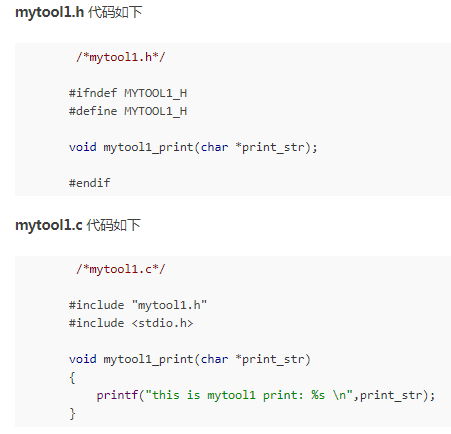 mytool1.h 代码如下
/*mytool1.h*/
#ifndef MYTOOL1_H
#define MYTOOL1_H
void mytool1_print(char *print_str);
#endif
mytool1.c 代码如下
/*mytool1.c*/
#include "mytool1.h"
#include <stdio.h>
void mytool1_print(char *print_str)
{
    printf("this is mytool1 print: %s \n",print_str);
}